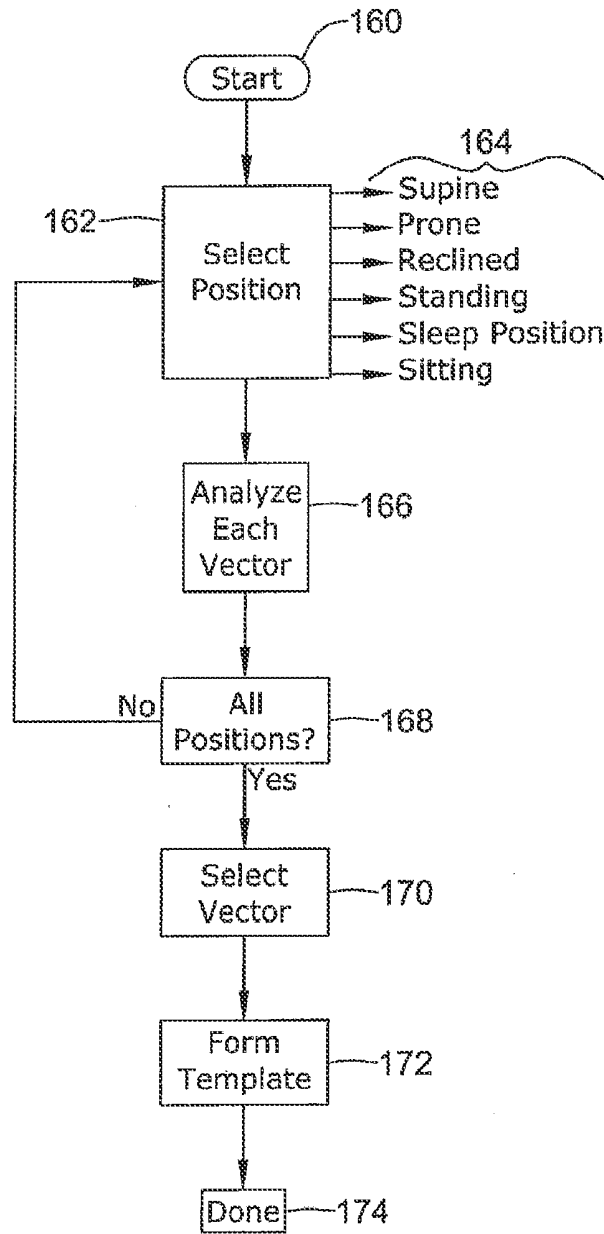 160
Start
164
162
Select
Position
Supine
Prone
Reclined
Standing
Sleep Position
Sitting
Analyze
Each
Vector
166
No
All
Positions?
168
Yes
Select
Vector
170
Form
Template
172
Done
174